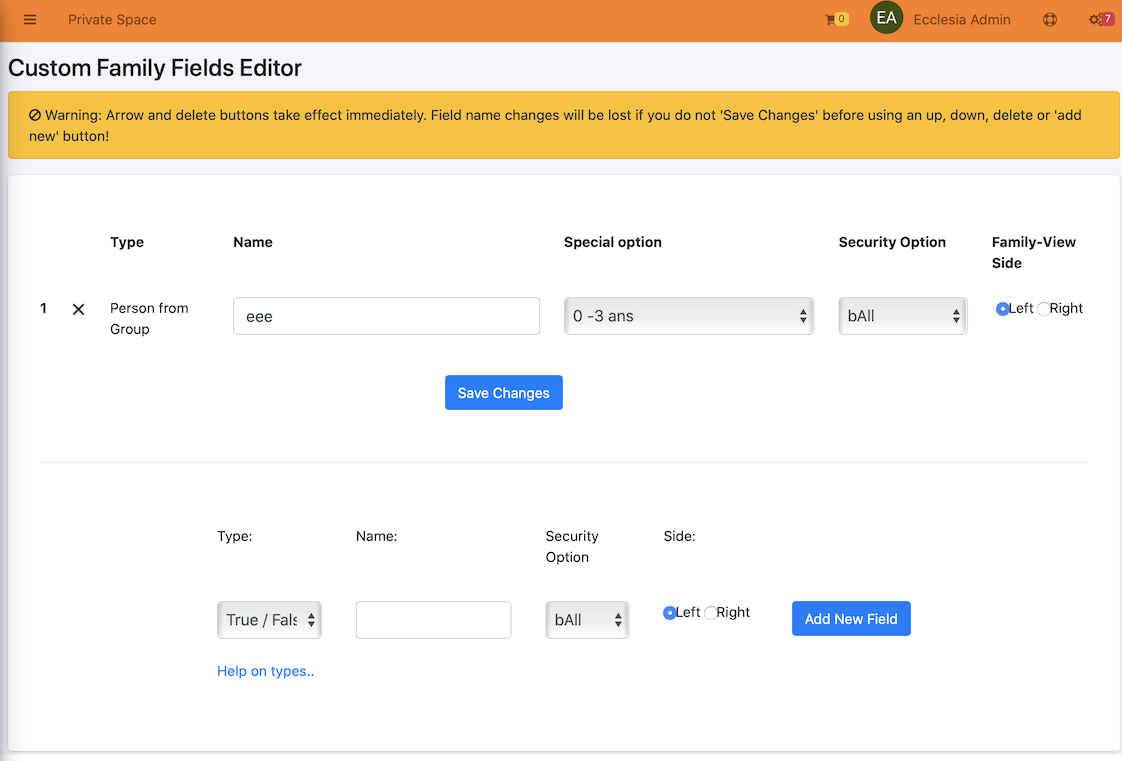 Private Space
0
EA
Ecclesia Admin
7
Custom Family Fields Editor
Warning: Arrow and delete buttons take effect immediately. Field name changes will be lost if you do not 'Save Changes' before using an up, down, delete or 'add
new' button!
Type Name Special option Security Option Family-View
Side
1 Person from
Group
eee
0 -3 ans
bAll
Left Right
Save Changes
Type: Name: Security
Option
Side:
True / Fals
bAll
Left Right
Add New Field
Help on types..